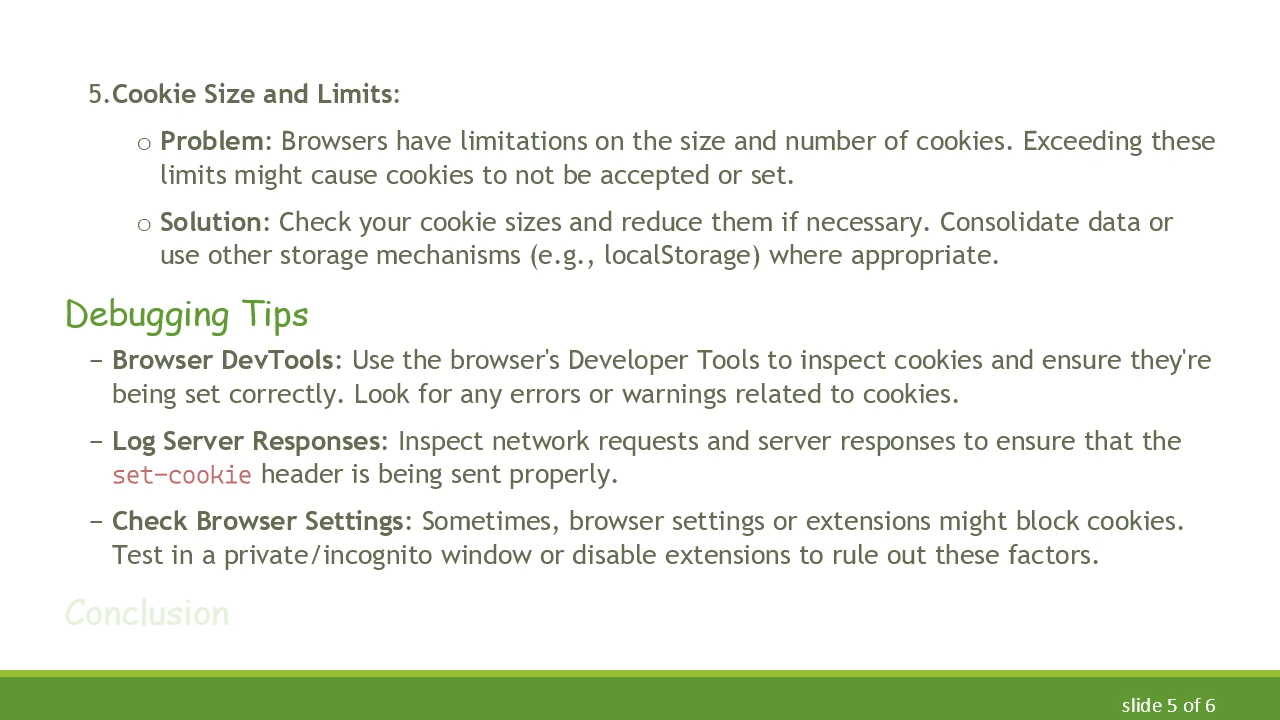 5.Cookie Size and Limits:
o Problem: Browsers have limitations on the size and number of cookies. Exceeding these
limits might cause cookies to not be accepted or set.
o Solution: Check your cookie sizes and reduce them if necessary. Consolidate data or
use other storage mechanisms (e.g., localStorage) where appropriate.
Debugging Tips
– Browser DevTools: Use the browser's Developer Tools to inspect cookies and ensure they're
being set correctly. Look for any errors or warnings related to cookies.
– Log Server Responses: Inspect network requests and server responses to ensure that the
set-cookie header is being sent properly.
– Check Browser Settings: Sometimes, browser settings or extensions might block cookies.
Test in a private/incognito window or disable extensions to rule out these factors.
Conclusion
slide 5 of 6